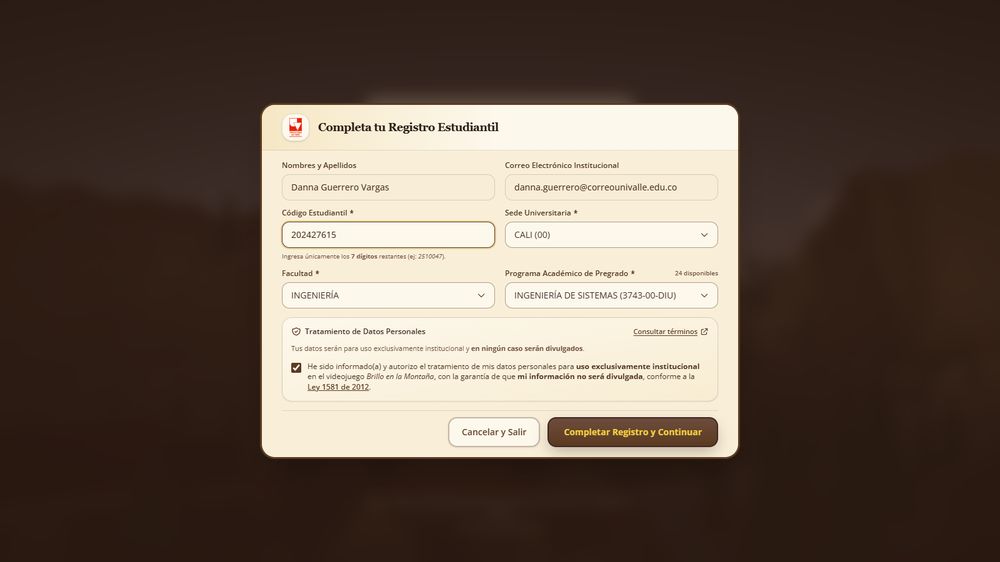 Completa tu Registro Estudiantil
Nombres y Apellidos
Danna Guerrero Vargas
Correo Electrónico Institucional
danna.guerrero@correounivalle.edu.co
Código Estudiantil *
202427615
Ingresa únicamente los 7 dígitos restantes (ej: 2510047).
Sede Universitaria *
CALI (00)
Facultad *
INGENIERÍA
Programa Académico de Pregrado *
24 disponibles
INGENIERÍA DE SISTEMAS (3743-00-DIU)
Tratamiento de Datos Personales
Consultar términos
Tus datos serán para uso exclusivamente institucional y en ningún caso serán divulgados.
He sido informado(a) y autorizo el tratamiento de mis datos personales para uso exclusivamente institucional
en el videojuego Brillo en la Montaña, con la garantía de que mi información no será divulgada, conforme a la
Ley 1581 de 2012.
Cancelar y Salir
Completar Registro y Continuar